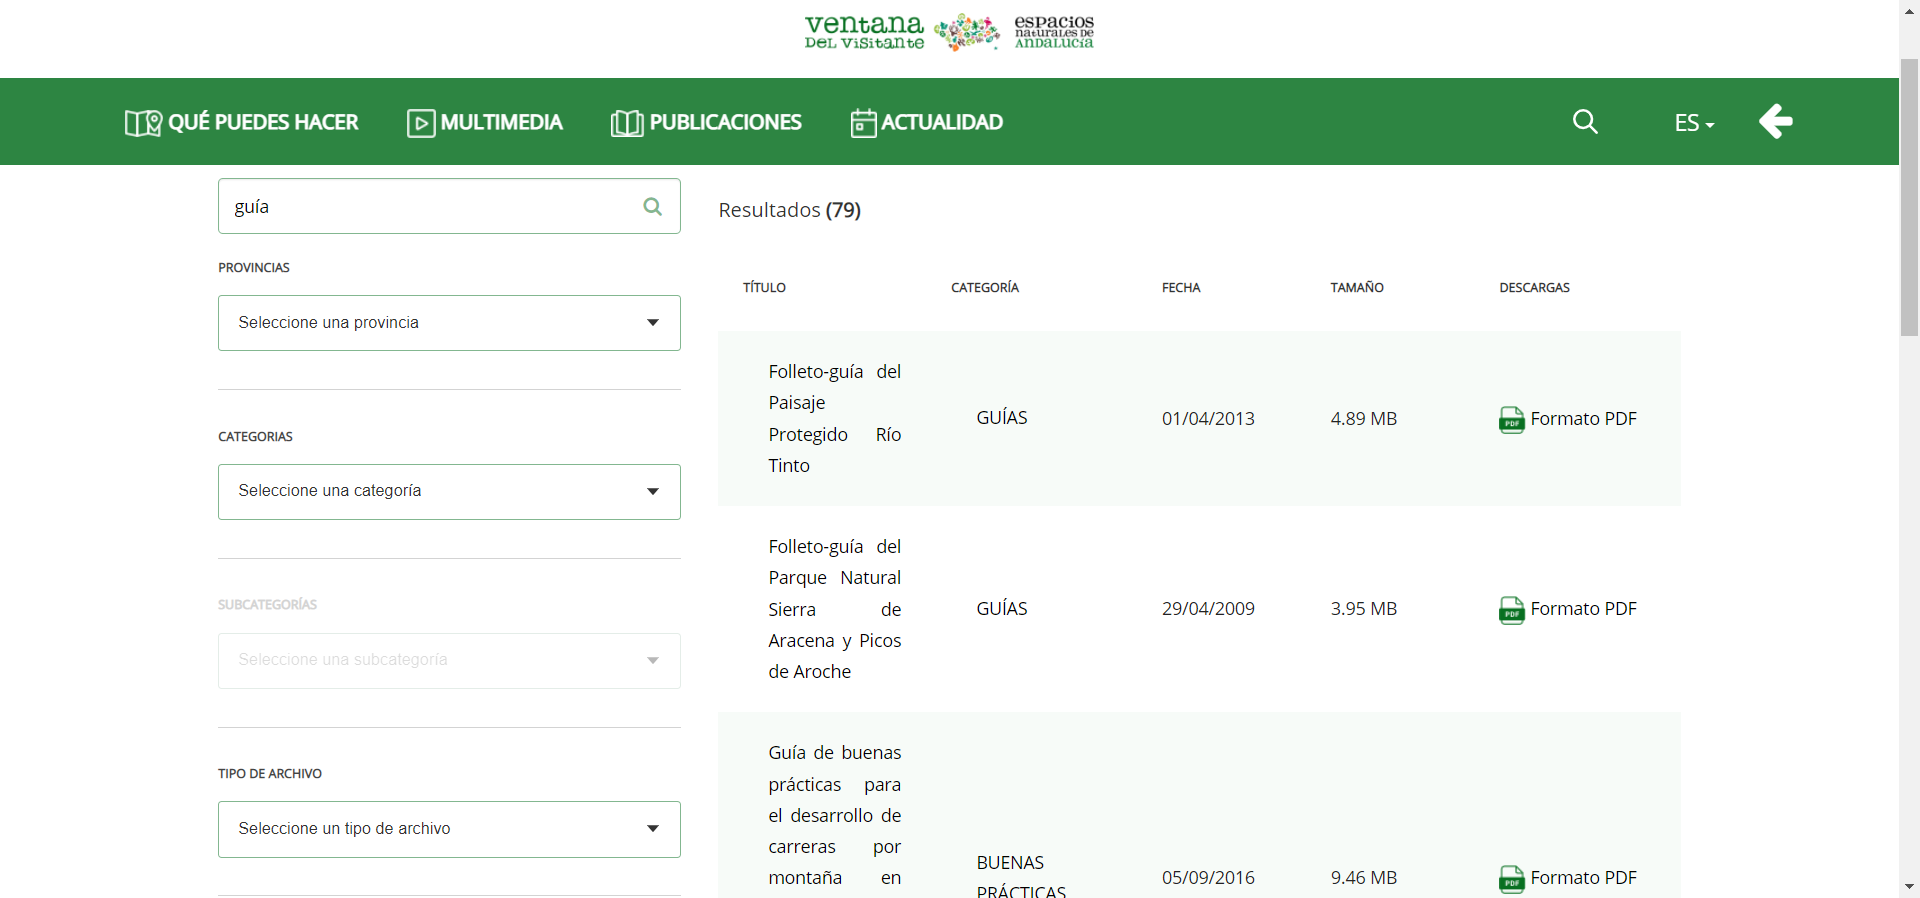 ventana
DEL VISITANTE
espacios
naturales de
ANDALUCÍA
QUÉ PUEDES HACER
MULTIMEDIA
PUBLICACIONES
ACTUALIDAD
ES
guía
Resultados (79)
PROVINCIAS
Seleccione una provincia
CATEGORIAS
Seleccione una categoría
SUBCATEGORÍAS
Seleccione una subcategoría
TIPO DE ARCHIVO
Seleccione un tipo de archivo
TÍTULO CATEGORÍA FECHA TAMAÑO DESCARGAS
Folleto-guía del
Paisaje
Protegido Río
Tinto
GUÍAS
01/04/2013
4.89 MB
PDF Formato PDF
Folleto-guía del
Parque Natural
Sierra de
Aracena y Picos
de Aroche
GUÍAS
29/04/2009
3.95 MB
PDF Formato PDF
Guía de buenas
prácticas para
el desarrollo de
carreras por
montaña en
BUENAS
PRÁCTICAS
05/09/2016
9.46 MB
PDF Formato PDF